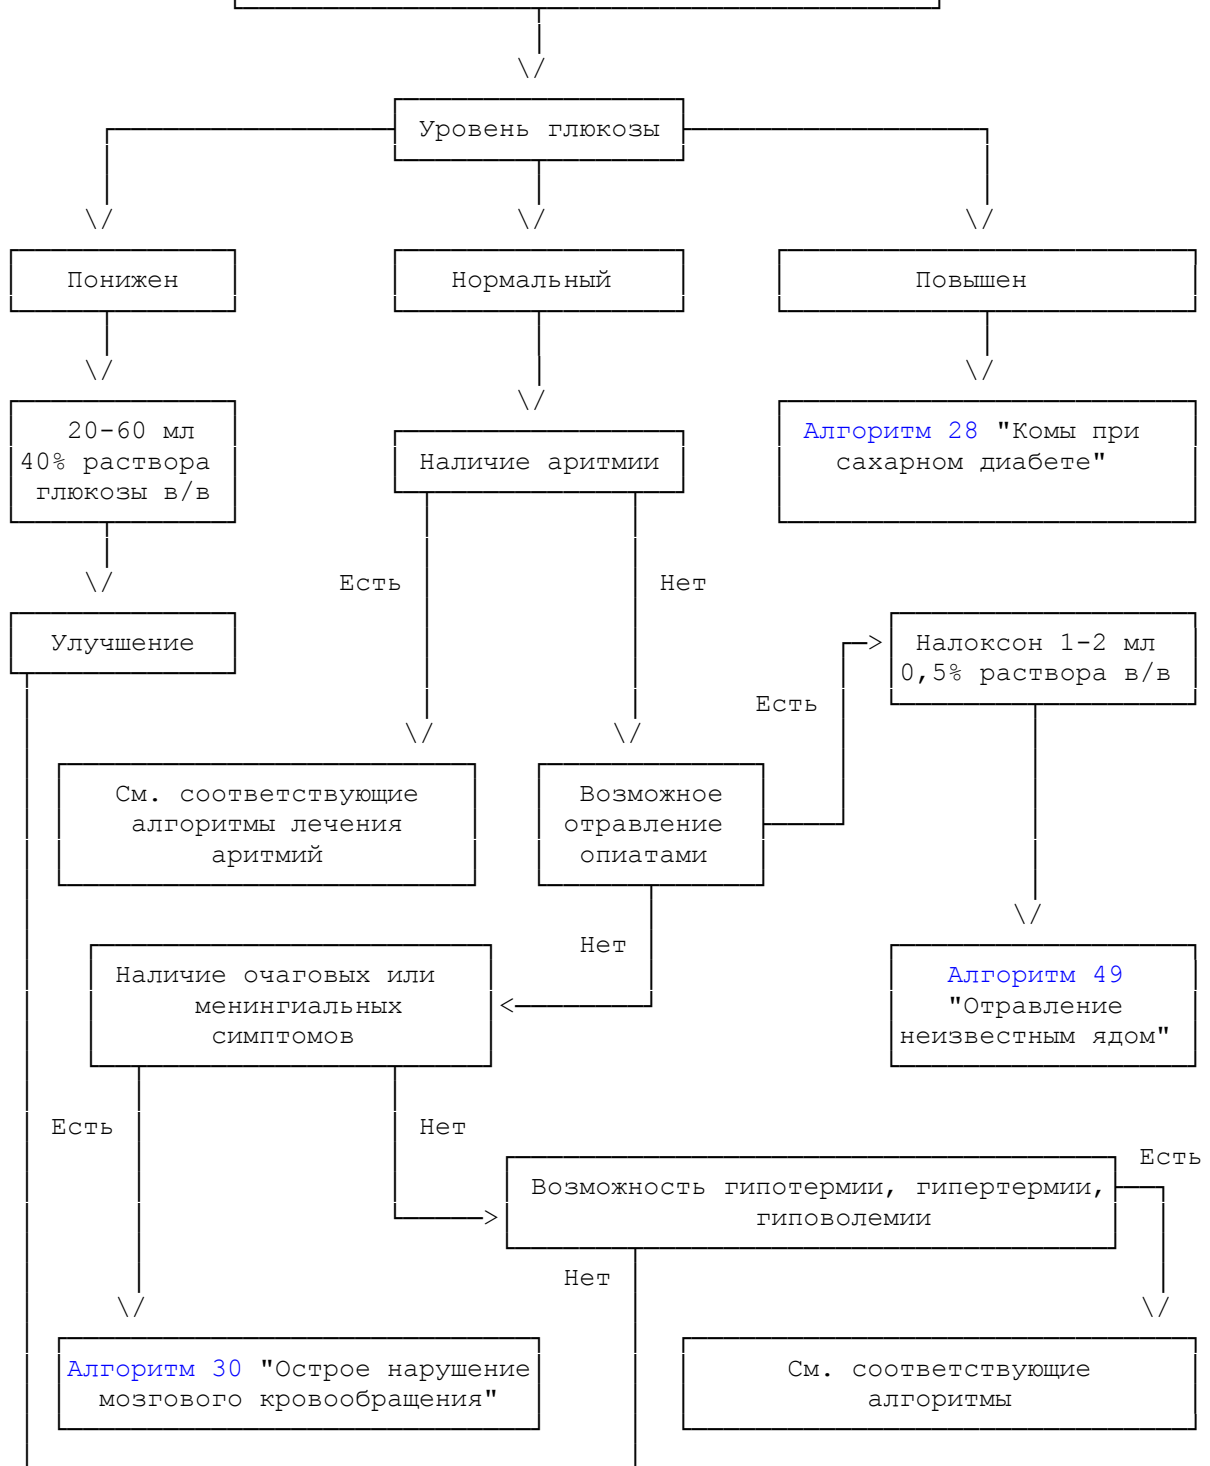 Уровень глюкозы
Понижен
Нормальный
Повышен
20-60 мл
40% раствора
глюкозы в/в
Наличие аритмии
Алгоритм 28 "Комы при
сахарном диабете"
Есть
Нет
Улучшение
Налоксон 1-2 мл
0,5% раствора в/в
Есть
См. соответствующие
алгоритмы лечения
аритмий
Возможное
отравление
опиатами
Нет
Наличие очаговых или
менингиальных
симптомов
Алгоритм 49
"Отравление
неизвестным ядом"
Есть
Нет
Есть
Возможность гипотермии, гипертермии,
гиповолемии
Нет
Алгоритм 30 "Острое нарушение
мозгового кровообращения"
См. соответствующие
алгоритмы